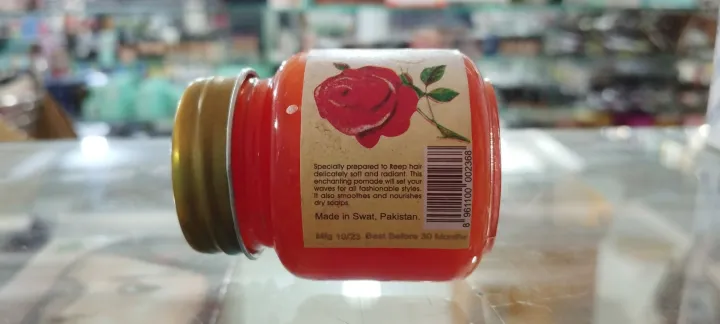 Specially prepared to Reep hair
delicately soft and radiant. This
enchanting pomade will set your
waves for all fashionable styles.
It also smoothes and nourishes
dry scalps.
Made in Swat, Pakistan.
Mfg 10/23 Best Before 30 Months
8 961100 002368